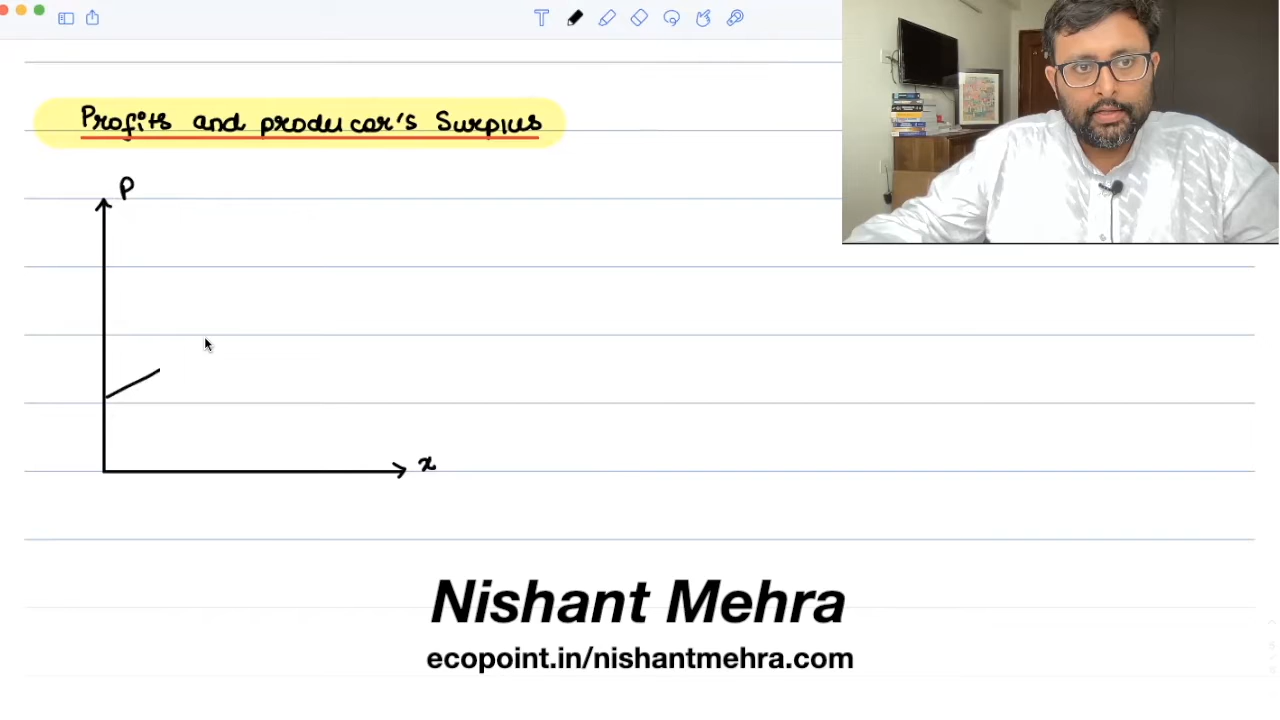 Profits and producer's Surplus
P
x
Nishant Mehra
ecopoint.in/nishantmehra.com